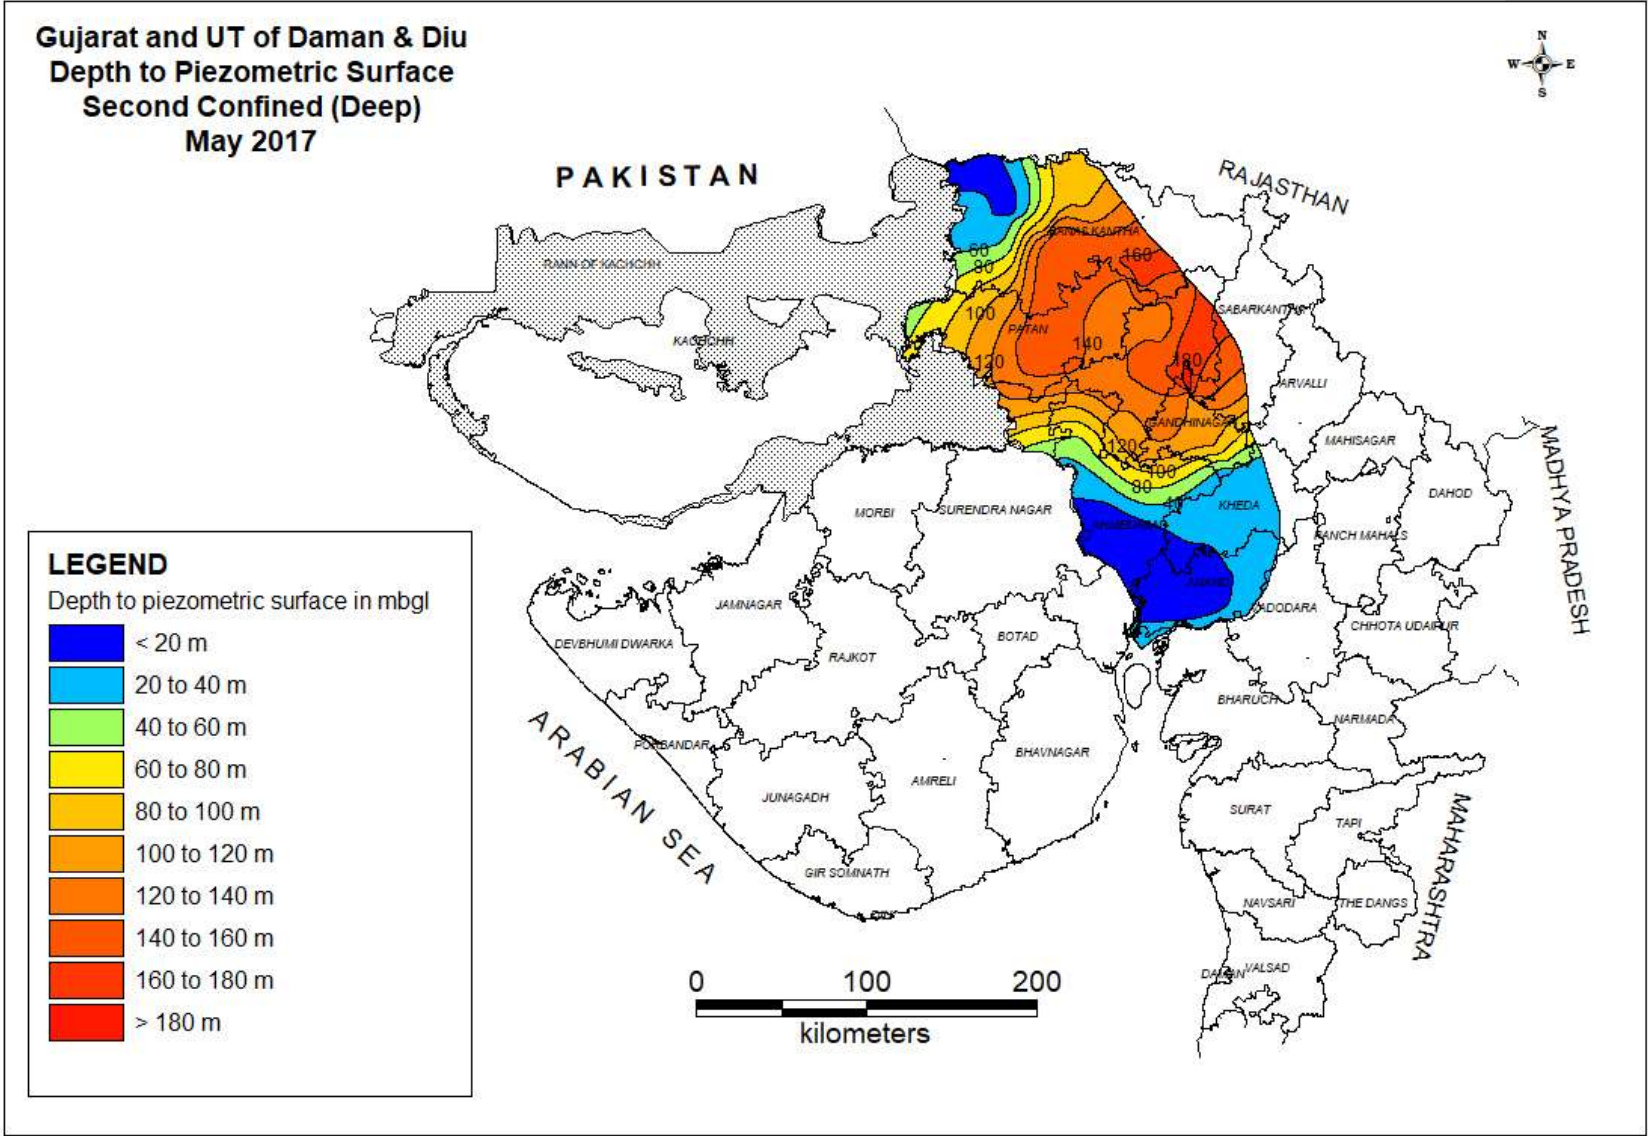 Gujarat and UT of Daman & Diu
Depth to Piezometric Surface
Second Confined (Deep)
May 2017
N
W E
S
PAKISTAN
RAJASTHAN
BANAS KANTHA
60
160
80
RANN OF KACHCHH
SABARKANTHA
100
PATAN
KACHCHH
140
120
180
ARVALLI
GANDHINAGAR
120
MAHISAGAR
100
80
40
KHEDA
DAHOD
MADHYA PRADESH
MORBI
SURENDRA NAGAR
AHMEDABAD
PANCH MAHALS
ANAND
VADODARA
JAMNAGAR
CHHOTA UDAIPUR
BOTAD
DEVBHUMI DWARKA
RAJKOT
BHARUCH
NARMADA
PORBANDAR
BHAVNAGAR
ARABIAN SEA
AMRELI
JUNAGADH
SURAT
TAPI
MAHARASHTRA
GIR SOMNATH
NAVSARI
THE DANGS
DIU
DAMAN
VALSAD
LEGEND
Depth to piezometric surface in mbgl
< 20 m
20 to 40 m
40 to 60 m
60 to 80 m
80 to 100 m
100 to 120 m
120 to 140 m
140 to 160 m
160 to 180 m
> 180 m
0 100 200
kilometers